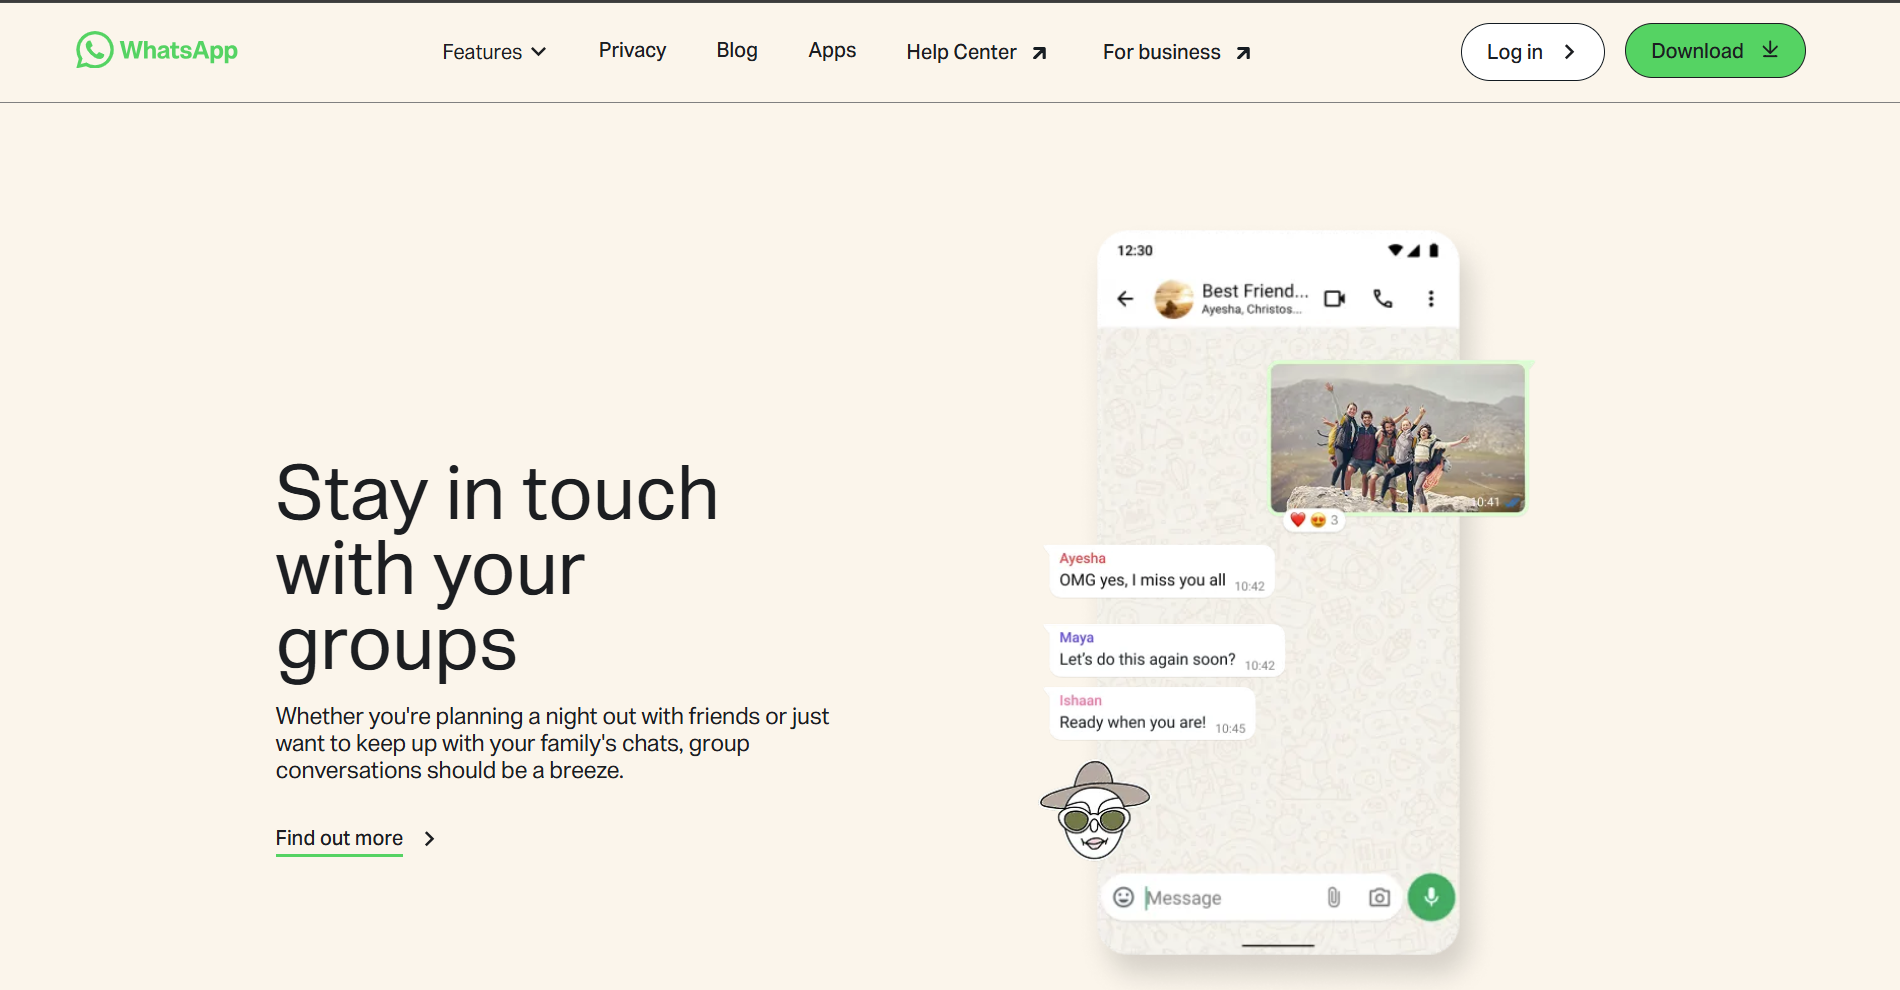 WhatsApp
Features
Privacy
Blog
Apps
Help Center
For business
Log in
Download
Stay in touch
with your
groups
Whether you're planning a night out with friends or just
want to keep up with your family's chats, group
conversations should be a breeze.
Find out more
12:30
Best Friend...
Ayesha, Christos...
10:41
3
Ayesha
OMG yes, I miss you all 10:42
Maya
Let's do this again soon? 10:42
Ishaan
Ready when you are! 10:45
Message